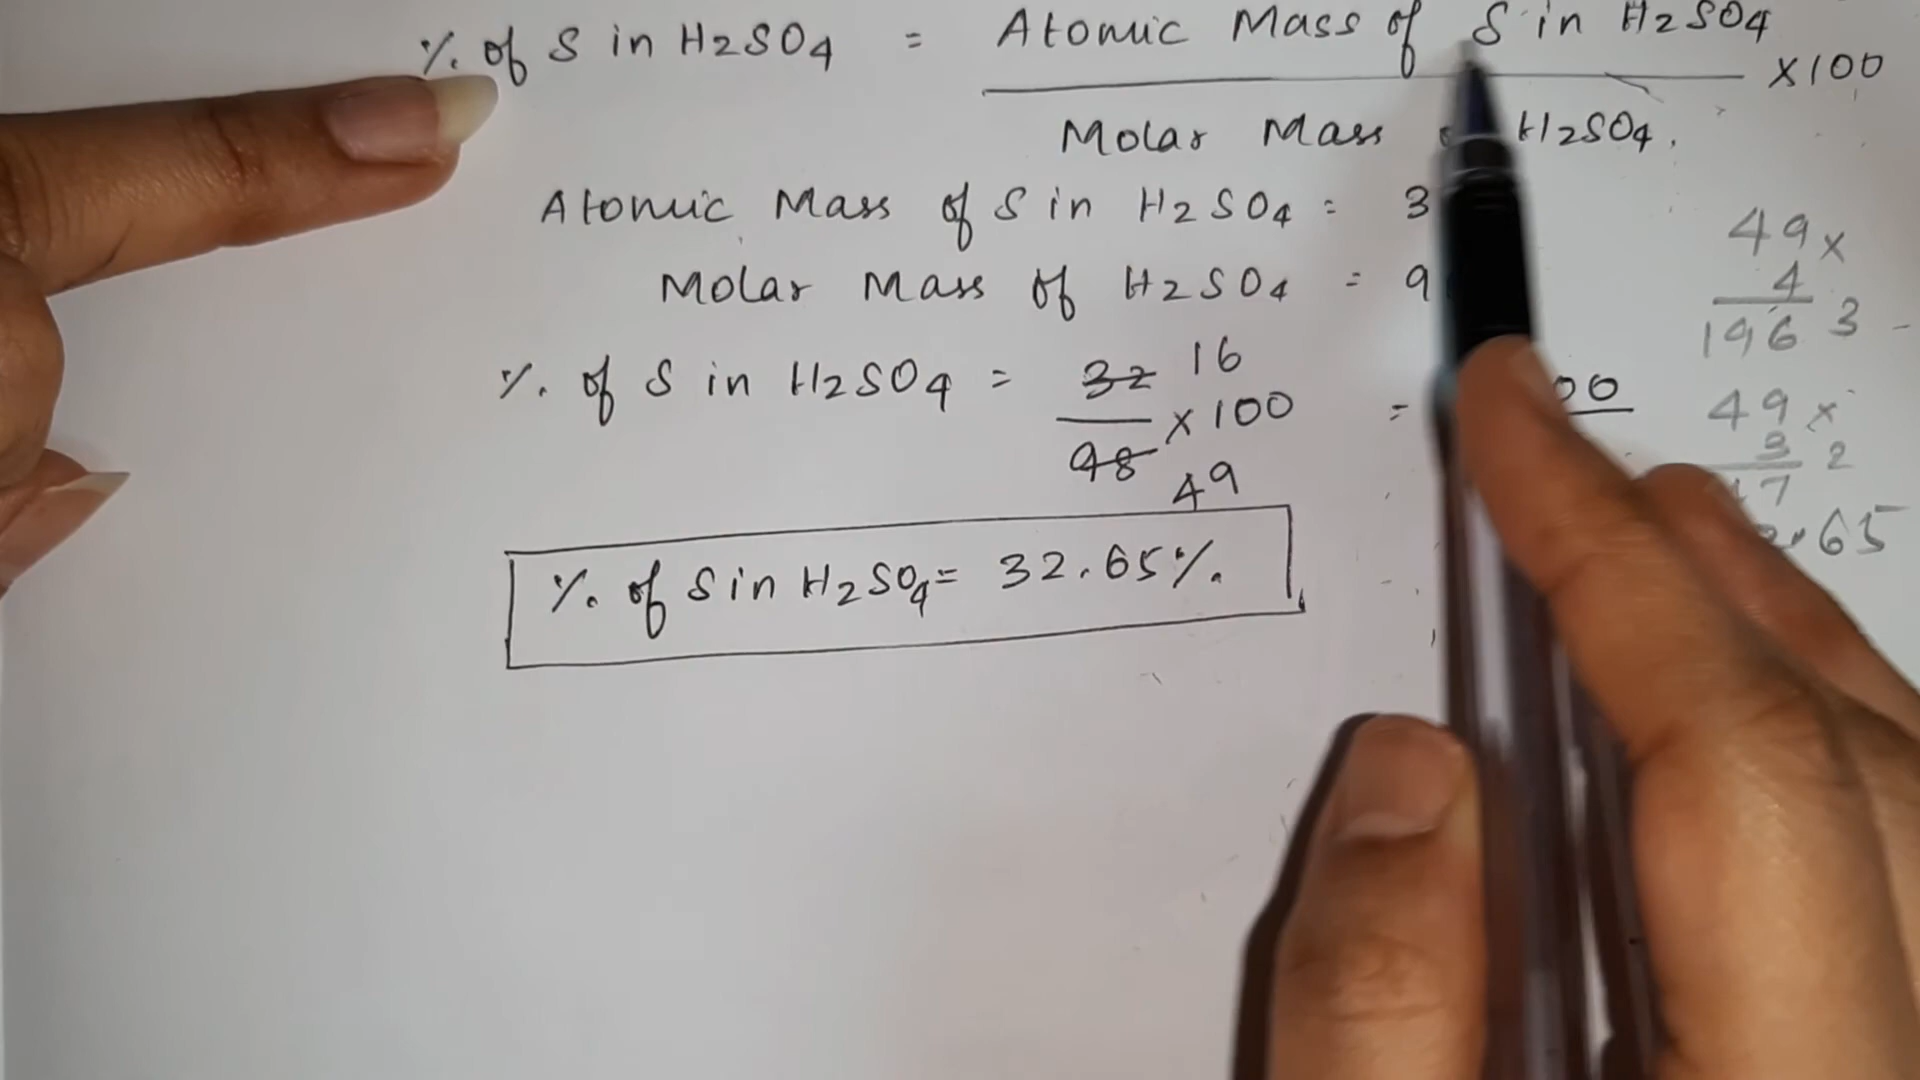 % of S in H2SO4 = Atomic Mass of S in H2SO4 x 100
Molar Mass H2SO4.
Atomic Mass of S in H2SO4 = 3
Molar Mass of H2SO4 = 9
% of S in H2SO4 = 32 16
98 x 100 =
49
% of S in H2SO4 = 32.65%.
49 x
4
196 3
49 x
3 2
.65